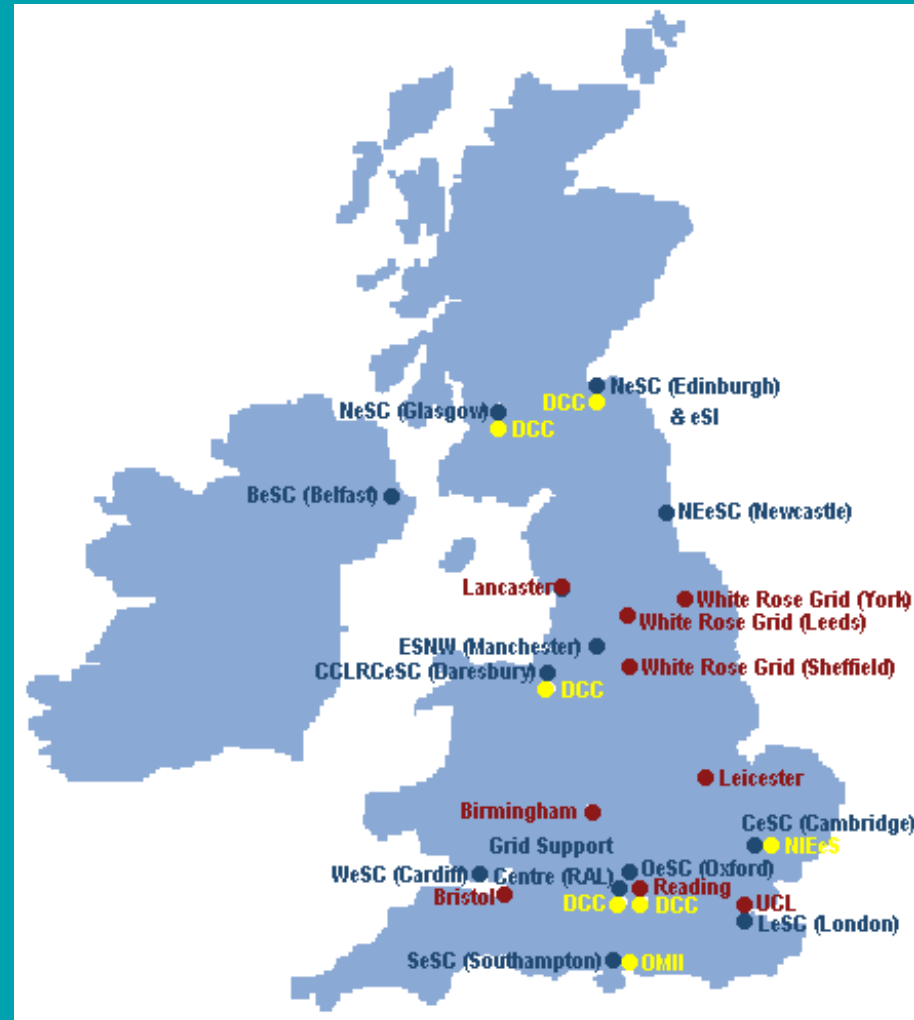 NeSC (Edinburgh)
DCC
& eSI
NeSC (Glasgow)
DCC
BeSC (Belfast)
NEeSC (Newcastle)
Lancaster
White Rose Grid (York)
White Rose Grid (Leeds)
ESNW (Manchester)
White Rose Grid (Sheffield)
CCLRCeSC (Daresbury)
DCC
Leicester
Birmingham
CeSC (Cambridge)
NIEeS
Grid Support
Centre (RAL)
OeSC (Oxford)
WeSC (Cardiff)
Reading
Bristol
DCC
DCC
UCL
LeSC (London)
SeSC (Southampton)
OMII